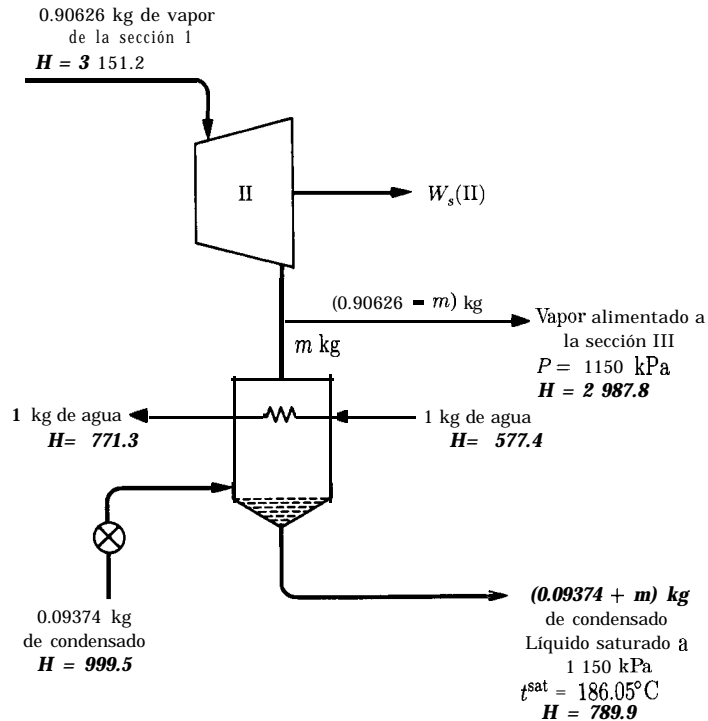 0.90626 kg de vapor
de la sección 1
H = 3 151.2
II
Wₛ(II)
(0.90626 − m) kg
Vapor alimentado a
la sección III
P = 1150 kPa
H = 2 987.8
m kg
1 kg de agua
H= 771.3
1 kg de agua
H= 577.4
0.09374 kg
de condensado
H = 999.5
(0.09374 + m) kg
de condensado
Líquido saturado a
1 150 kPa
tˢᵃᵗ = 186.05°C
H = 789.9